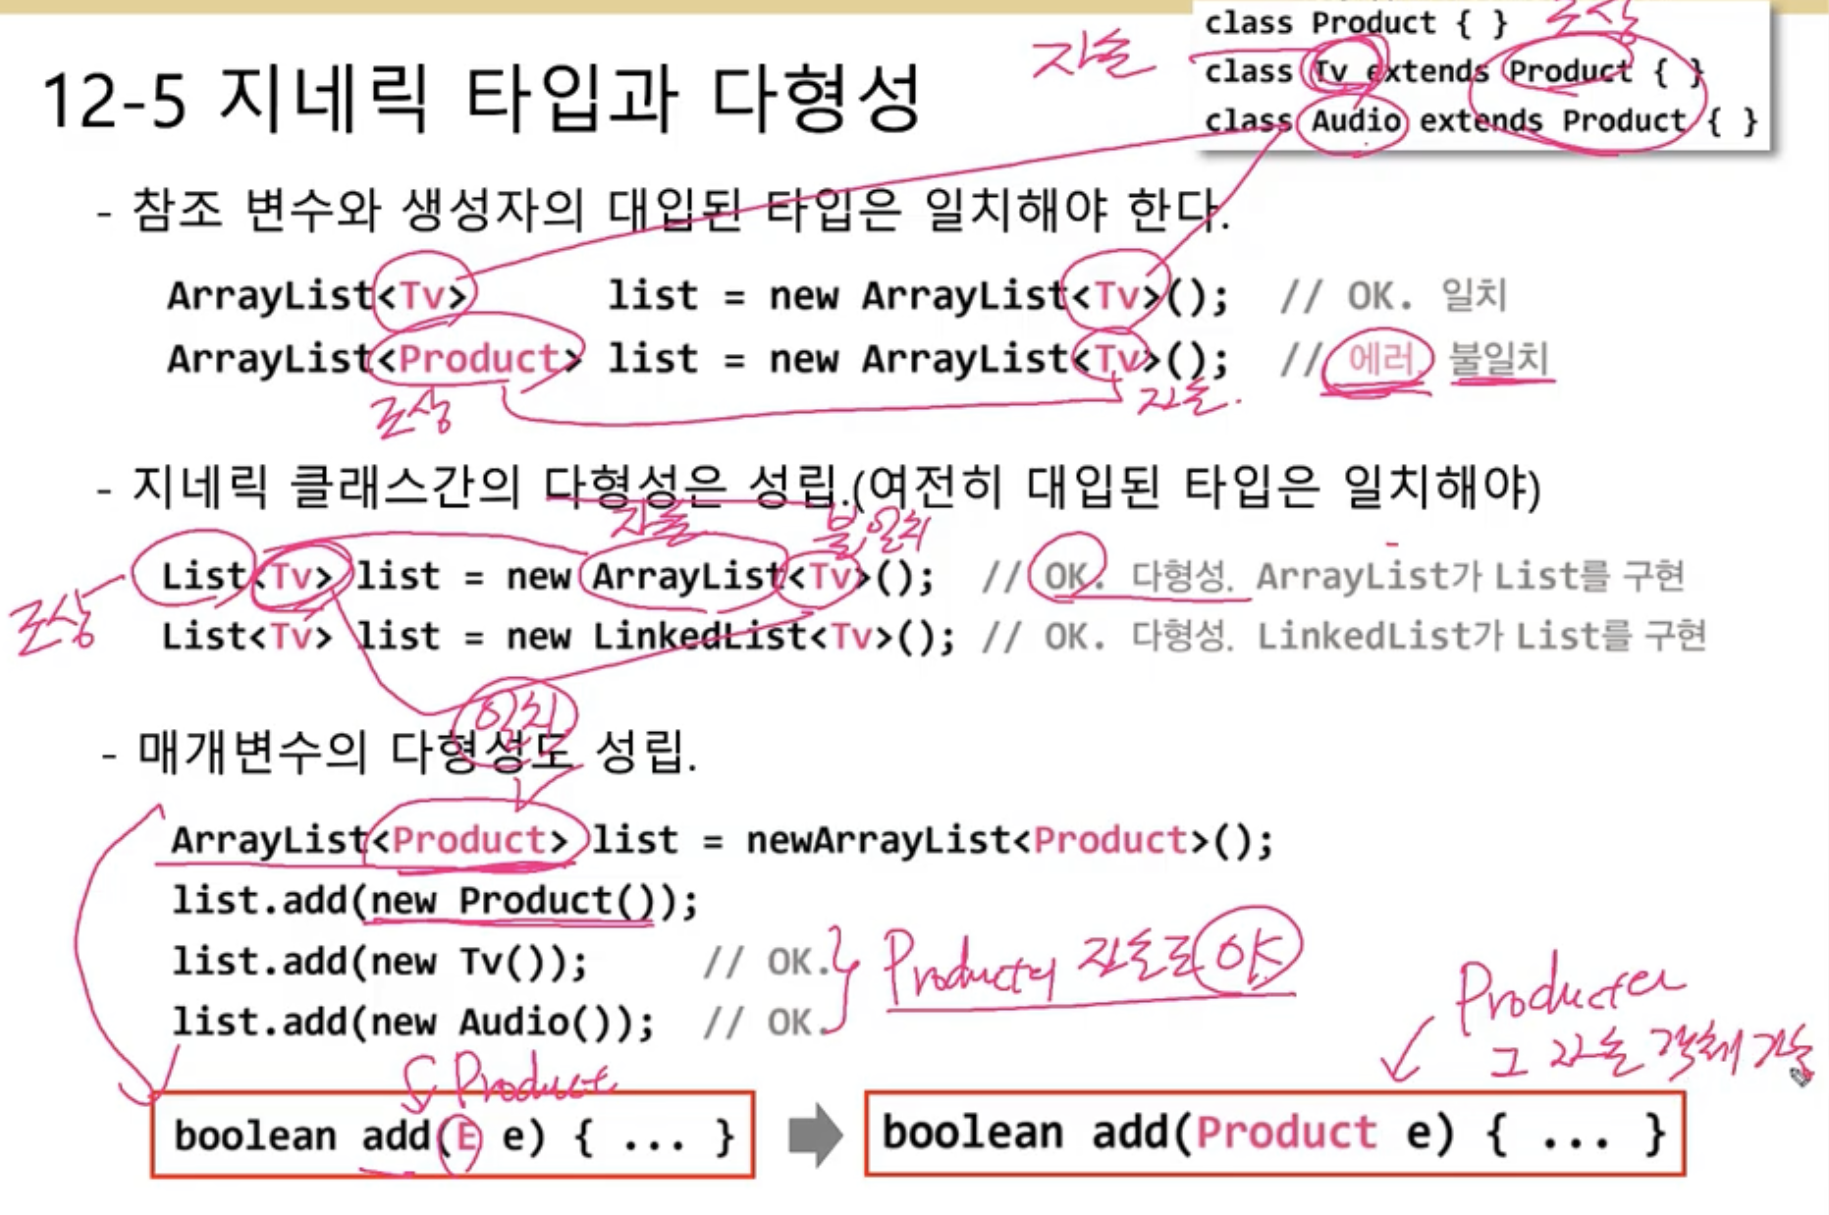 class Product { } 조상
자손 class Tv extends Product { }
class Audio extends Product { }
12-5 지네릭 타입과 다형성
- 참조 변수와 생성자의 대입된 타입은 일치해야 한다.
ArrayList<Tv> list = new ArrayList<Tv>(); // OK. 일치
ArrayList<Product> list = new ArrayList<Tv>(); // 에러. 불일치
조상 자손.
- 지네릭 클래스간의 다형성은 성립.(여전히 대입된 타입은 일치해야)
자손 불일치
List<Tv> list = new ArrayList<Tv>(); // OK. 다형성. ArrayList가 List를 구현
조상
List<Tv> list = new LinkedList<Tv>(); // OK. 다형성. LinkedList가 List를 구현
일치
- 매개변수의 다형성도 성립.
ArrayList<Product> list = newArrayList<Product>();
list.add(new Product());
list.add(new Tv()); // OK.
Product의 자손도 OK
list.add(new Audio()); // OK.
Product
그 자손 객체 가능
Product
boolean add(E e) { ... }
boolean add(Product e) { ... }